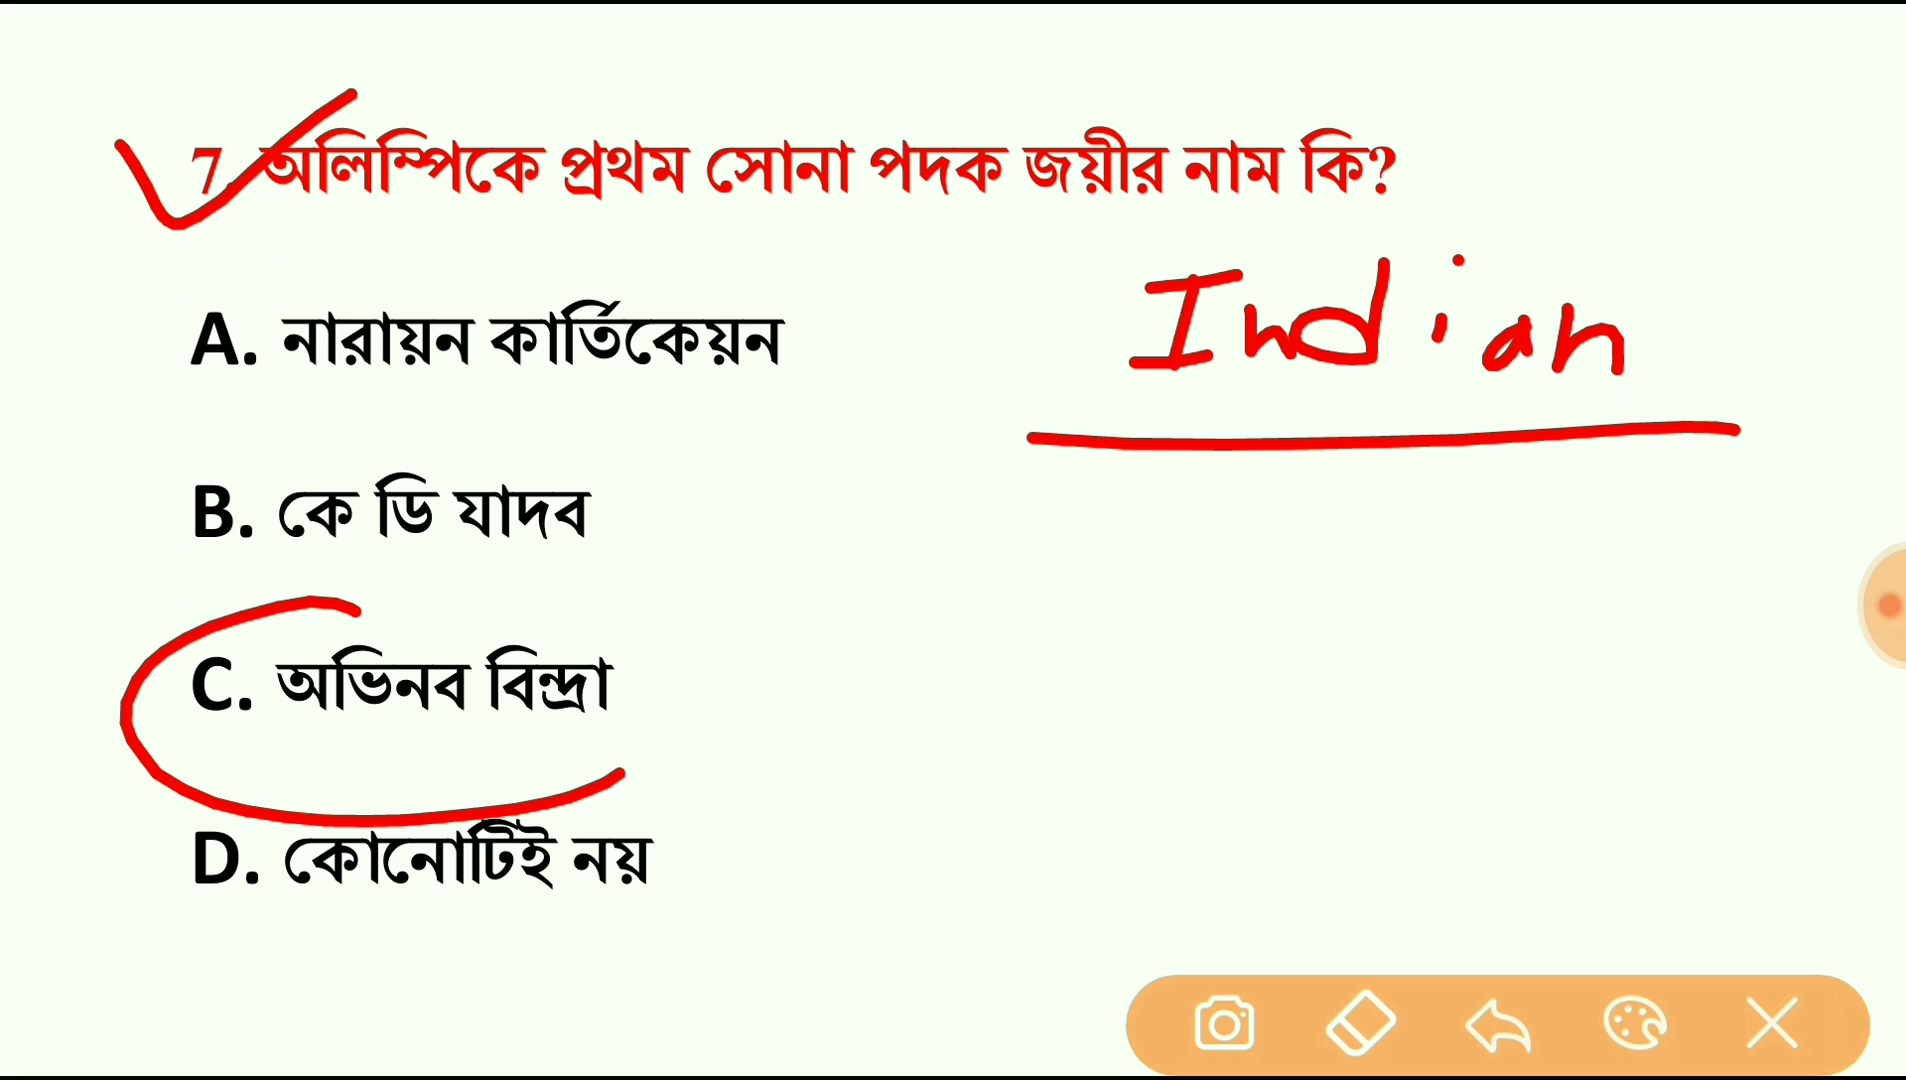 7. অলিম্পিকে প্রথম সোনা পদক জয়ীর নাম কি?
Indian
A. নারায়ন কার্তিকেয়ন
B. কে ডি যাদব
C. অভিনব বিন্দ্রা
D. কোনোটিই নয়